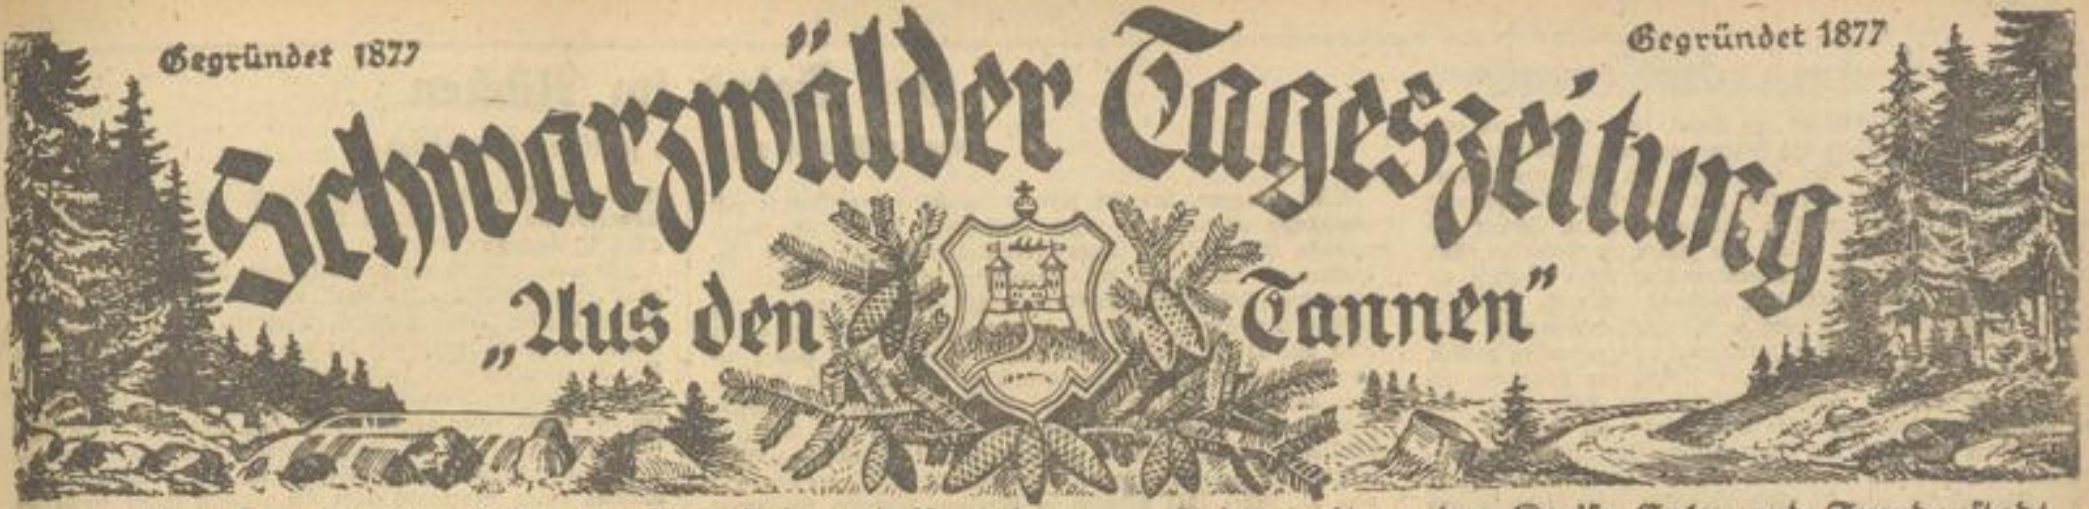 Gegründet 1877
Gegründet 1877
Schwarzwälder Tageszeitung
„Aus den Tannen"